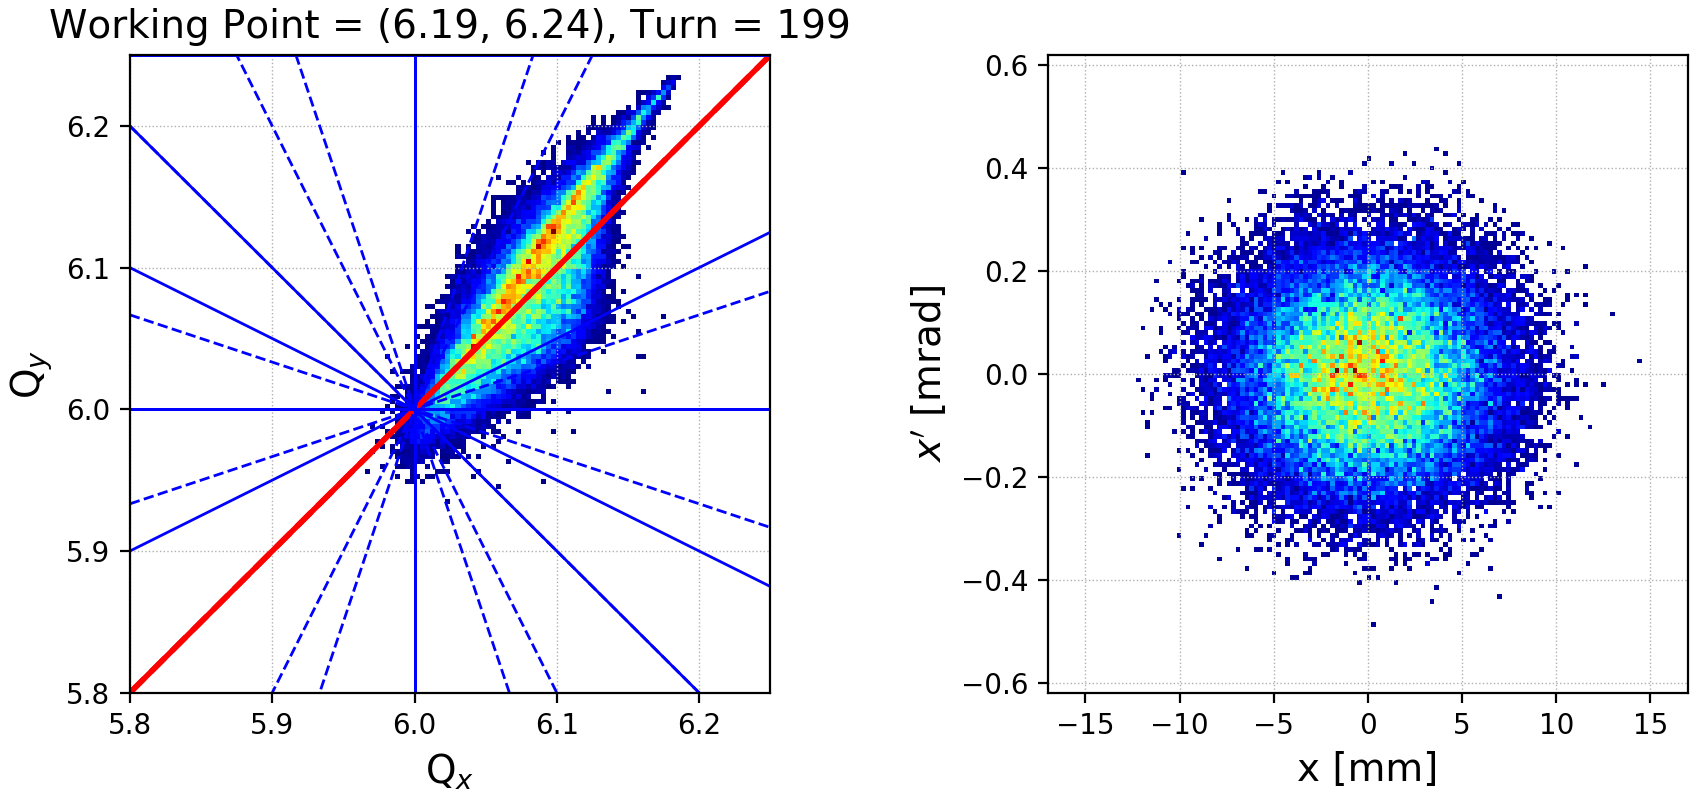 Working Point = (6.19, 6.24), Turn = 199
6.2
6.1
6.0
5.9
5.8
Q_y
5.8 5.9 6.0 6.1 6.2
Q_x
0.6
0.4
0.2
0.0
−0.2
−0.4
−0.6
x′ [mrad]
−15 −10 −5 0 5 10 15
x [mm]